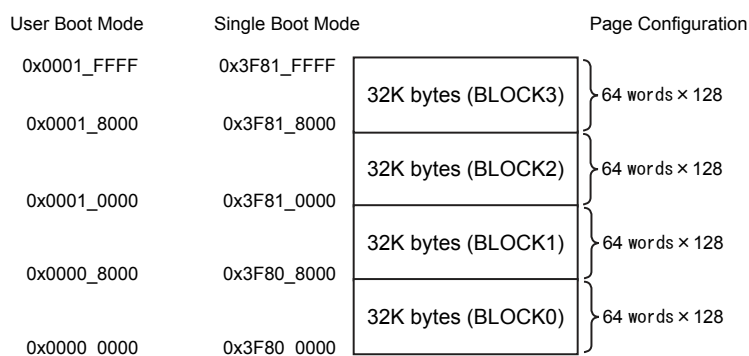 User Boot Mode Single Boot Mode Page Configuration
0x0001_FFFF 0x3F81_FFFF
32K bytes (BLOCK3) 64 words×128
0x0001_8000 0x3F81_8000
32K bytes (BLOCK2) 64 words×128
0x0001_0000 0x3F81_0000
32K bytes (BLOCK1) 64 words×128
0x0000_8000 0x3F80_8000
32K bytes (BLOCK0) 64 words×128
0x0000_0000 0x3F80_0000